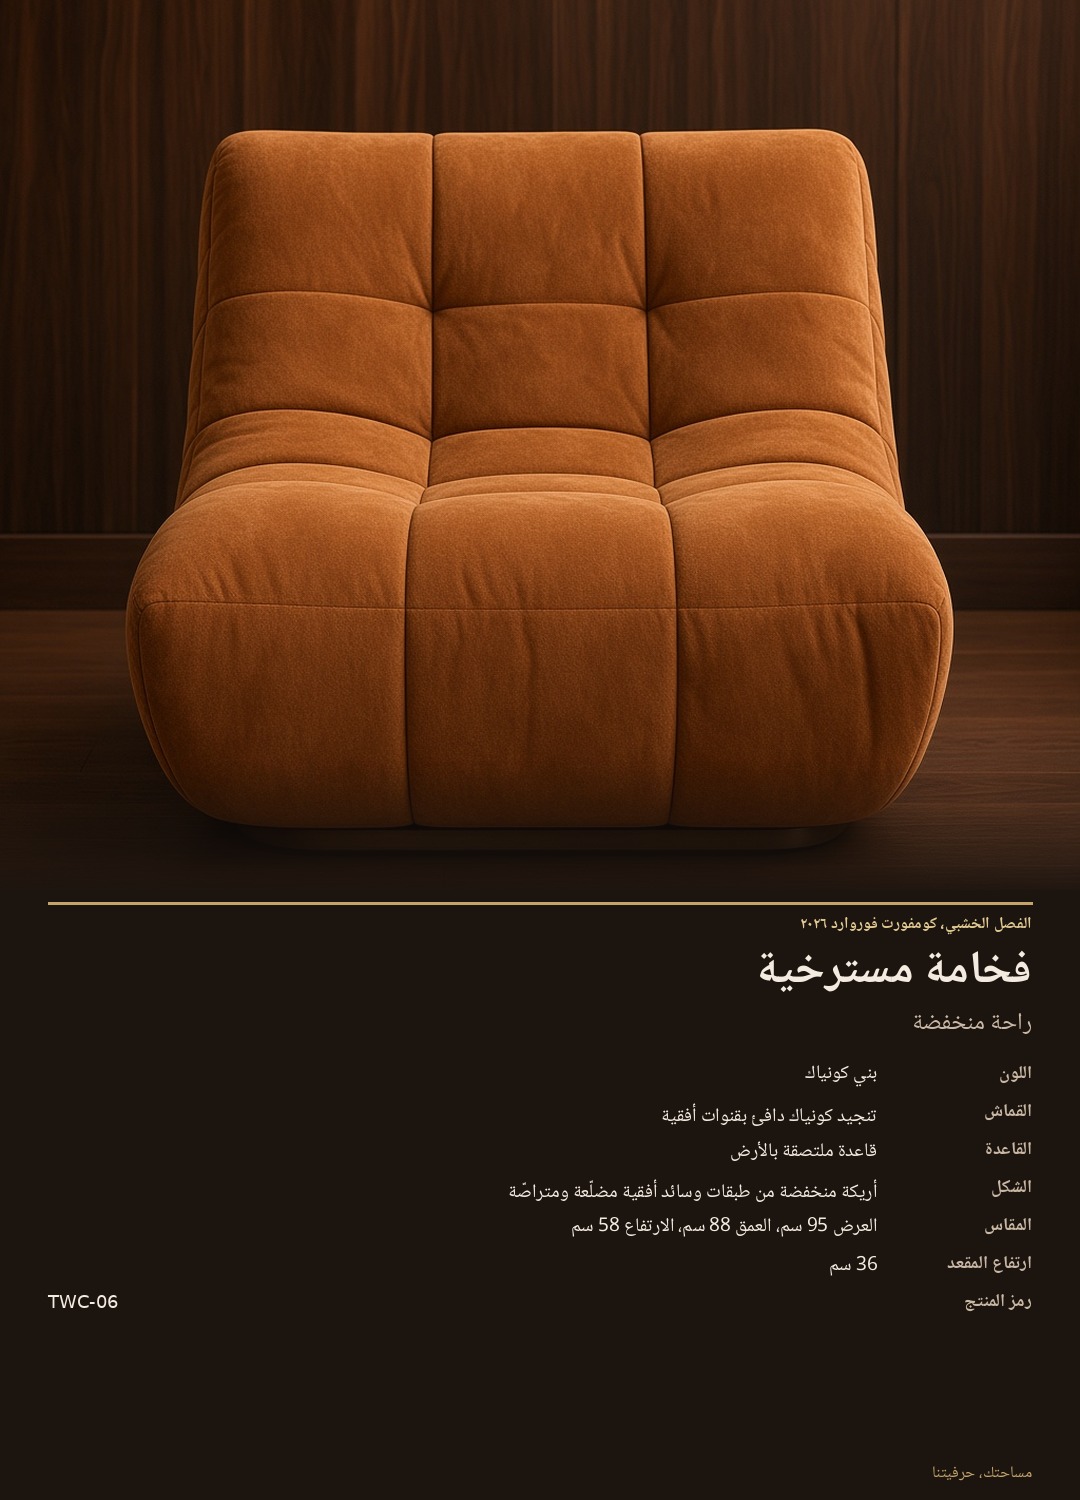 الفصل الخشبي، كومفورت فوروارد ٢٠٢٦
فخامة مسترخية
راحة منخفضة
اللون بني كونياك
القماش تنجيد كونياك دافئ بقنوات أفقية
القاعدة قاعدة ملتصقة بالأرض
الشكل أريكة منخفضة من طبقات وسائد أفقية مضلّعة ومتراصّة
المقاس العرض 95 سم، العمق 88 سم، الارتفاع 58 سم
ارتفاع المقعد 36 سم
رمز المنتج TWC-06
مساحتك، حرفيتنا